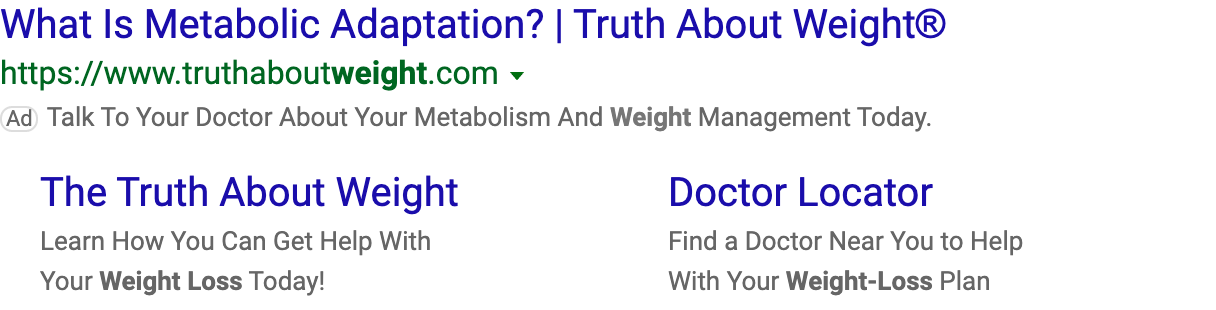 What Is Metabolic Adaptation? | Truth About Weight®
https://www.truthaboutweight.com
Ad Talk To Your Doctor About Your Metabolism And Weight Management Today.
The Truth About Weight
Learn How You Can Get Help With
Your Weight Loss Today!
Doctor Locator
Find a Doctor Near You to Help
With Your Weight-Loss Plan